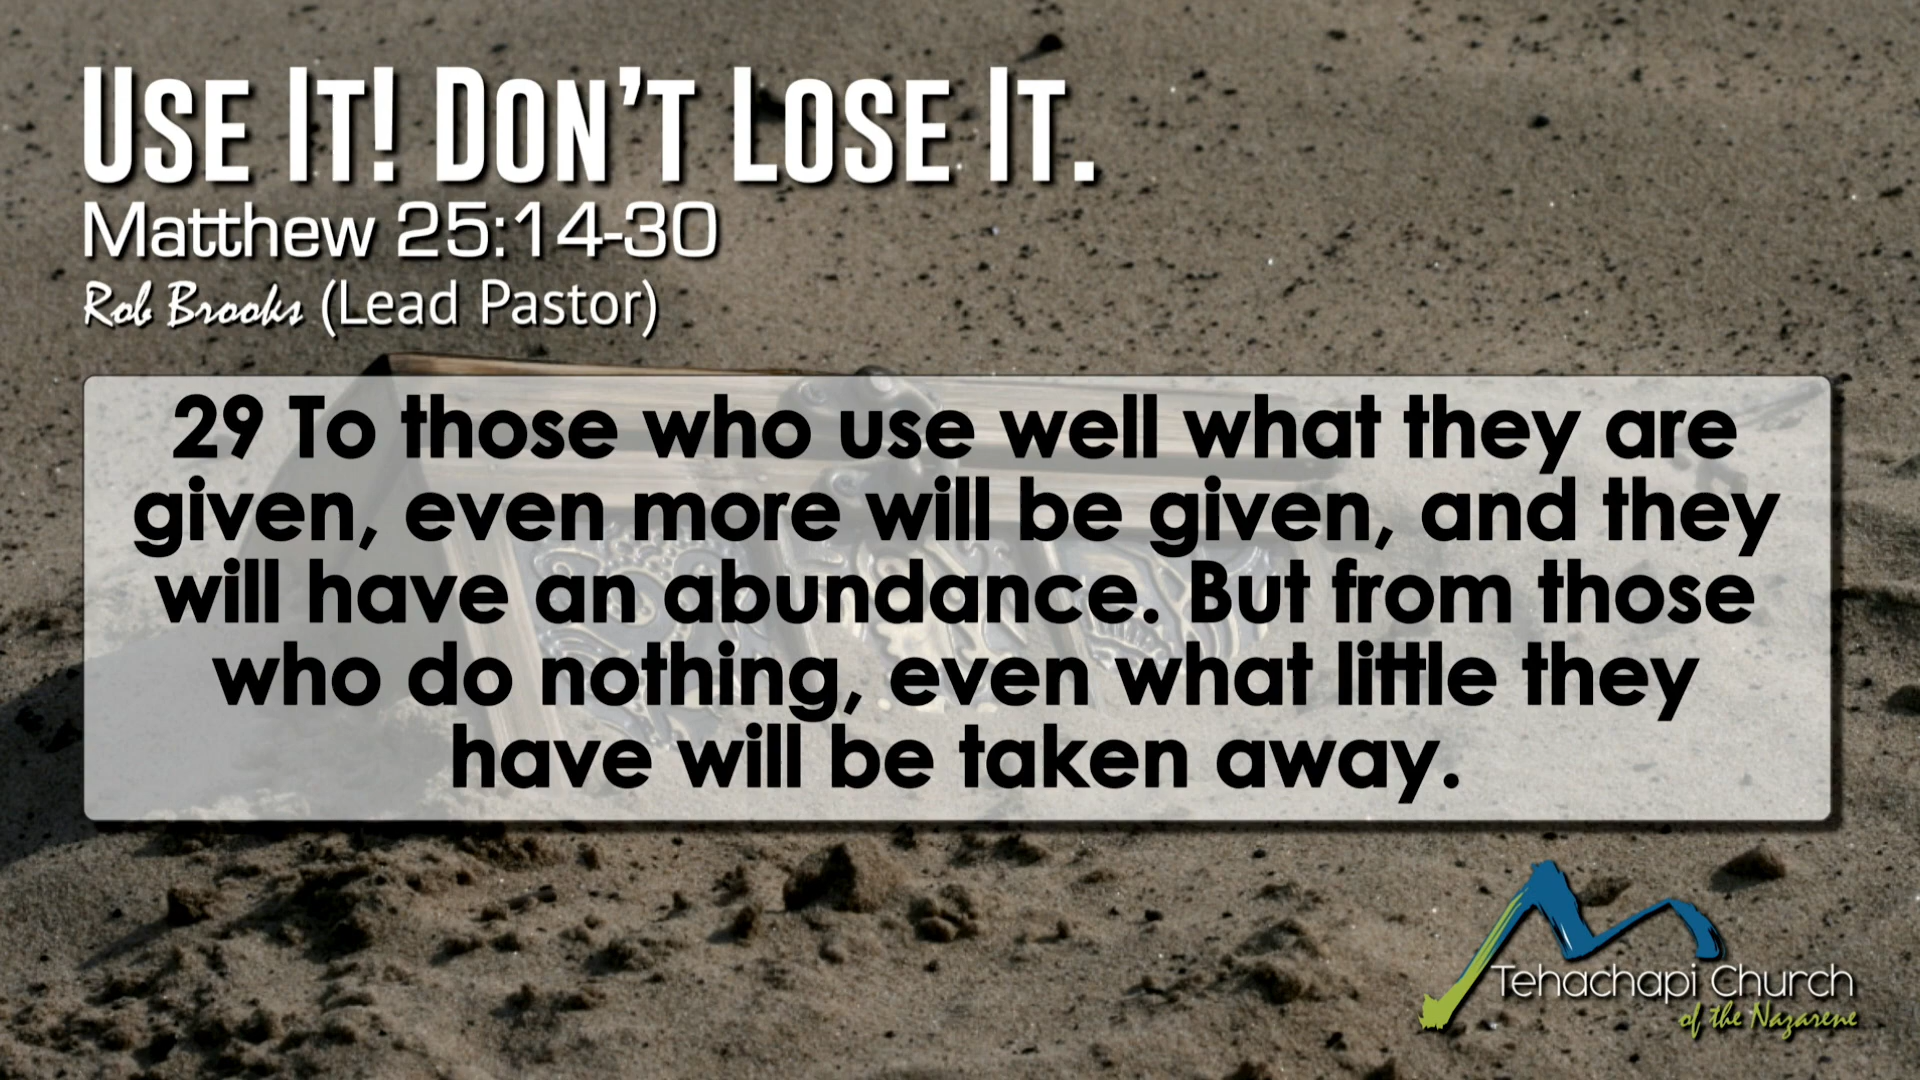 USE IT! DON'T LOSE IT.
Matthew 25:14-30
Rob Brooks (Lead Pastor)
29 To those who use well what they are
given, even more will be given, and they
will have an abundance. But from those
who do nothing, even what little they
have will be taken away.
Tehachapi Church
of the Nazarene